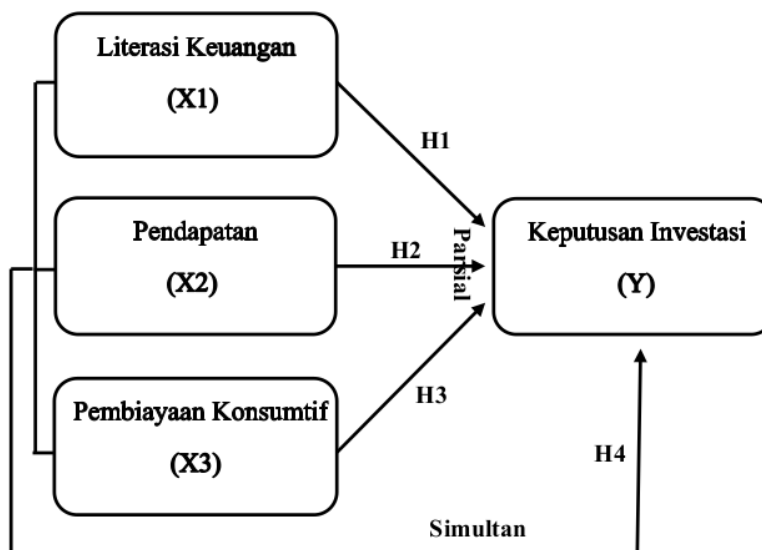 Literasi Keuangan
(X1)
H1
Pendapatan
(X2)
H2
Parsial
Keputusan Investasi
(Y)
Pembiayaan Konsumtif
(X3)
H3
H4
Simultan